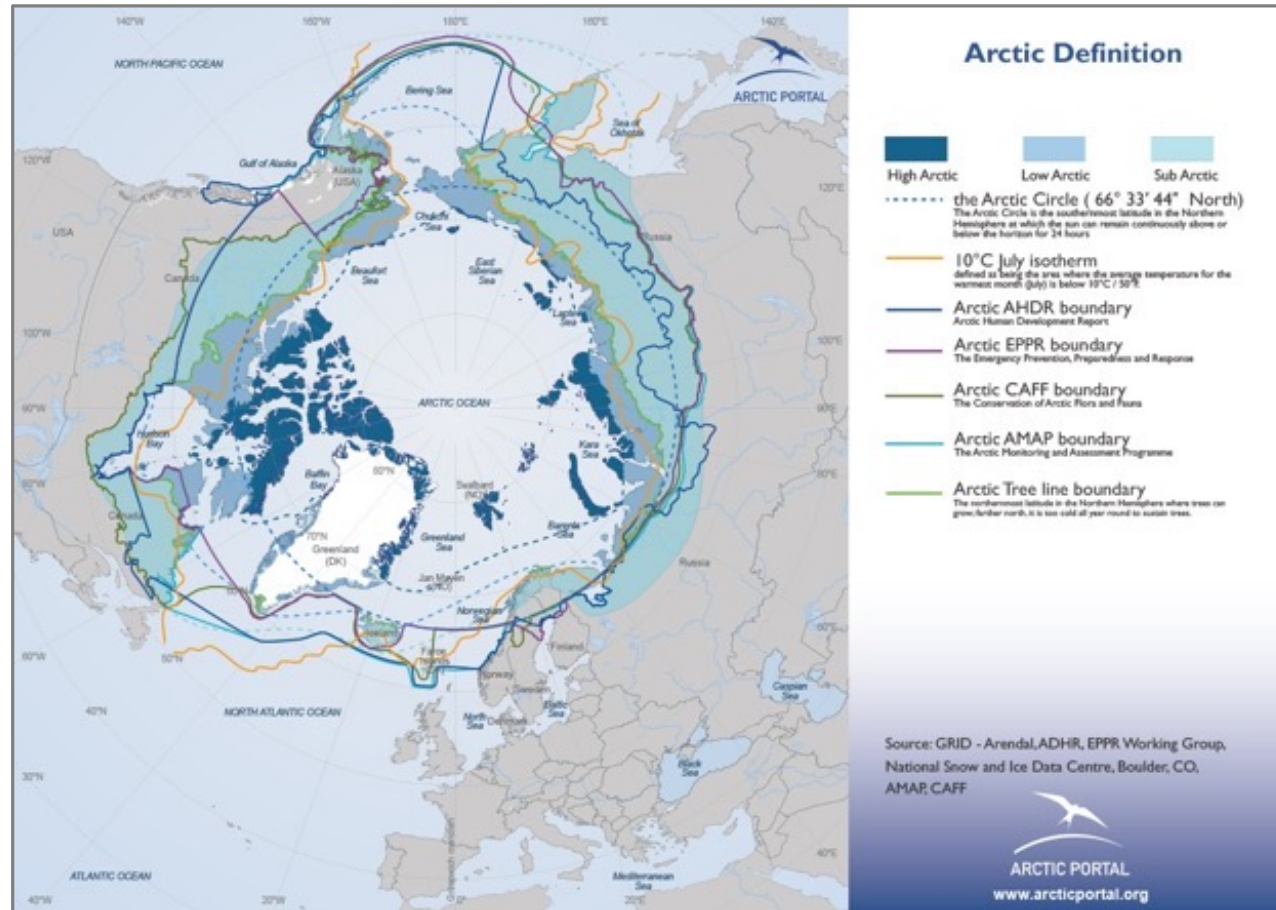 140°W
160°W
180°E
160°E
140°E
NORTH PACIFIC OCEAN
Bering Sea
ARCTIC PORTAL
Sea of
Okhotsk
120°W
Gulf of Alaska
Alaska
(USA)
120°E
USA
Chukchi
Sea
Russia
Canada
Beaufort
Sea
East
Siberian
Sea
Laptev
Sea
100°W
100°E
ARCTIC OCEAN
90°W
80°E
Hudson
Bay
Kara
Sea
80°N
Baffin
Bay
80°W
80°E
Svalbard
(NO)
Canada
Barents
Sea
70°N
Greenland
(DK)
Greenland
Sea
Russia
Jan Mayen
(NO)
60°N
Norwegian
Sea
Iceland
60°E
Finland
Faroe
Islands
60°W
50°N
Norway
Sweden
Caspian
Sea
40°N
NORTH ATLANTIC OCEAN
North
Sea
Denmark
Baltic
Sea
Black
Sea
30°N
Greenwich meridian
40°E
ATLANTIC OCEAN
Mediterranean
Sea
40°W
20°W
0°
20°E
Arctic Definition
High Arctic
Low Arctic
Sub Arctic
the Arctic Circle ( 66° 33' 44" North)
The Arctic Circle is the southernmost latitude in the Northern
Hemisphere at which the sun can remain continuously above or
below the horizon for 24 hours
10°C July isotherm
defined as being the area where the average temperature for the
warmest month (July) is below 10°C / 50°F.
Arctic AHDR boundary
Arctic Human Development Report
Arctic EPPR boundary
The Emergency Prevention, Preparedness and Response
Arctic CAFF boundary
The Conservation of Arctic Flora and Fauna
Arctic AMAP boundary
The Arctic Monitoring and Assessment Programme
Arctic Tree line boundary
The northernmost latitude in the Northern Hemisphere where trees can
grow; further north, it is too cold all year round to sustain trees.
Source: GRID - Arendal, ADHR, EPPR Working Group,
National Snow and Ice Data Centre, Boulder, CO,
AMAP, CAFF
ARCTIC PORTAL
www.arcticportal.org